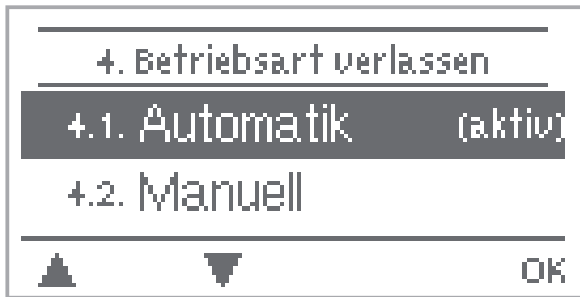 4. Betriebsart verlassen
4.1. Automatik (aktiv)
4.2. Manuell
OK